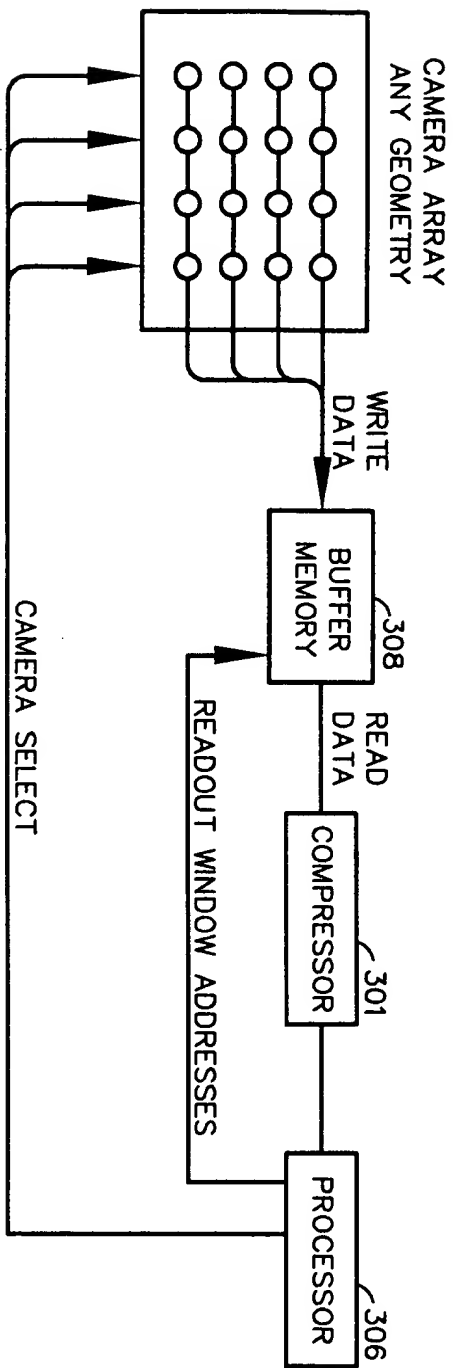 CAMERA ARRAY
ANY GEOMETRY
WRITE
DATA
BUFFER
MEMORY
308
READ
DATA
COMPRESSOR
301
PROCESSOR
306
READOUT WINDOW ADDRESSES
CAMERA SELECT